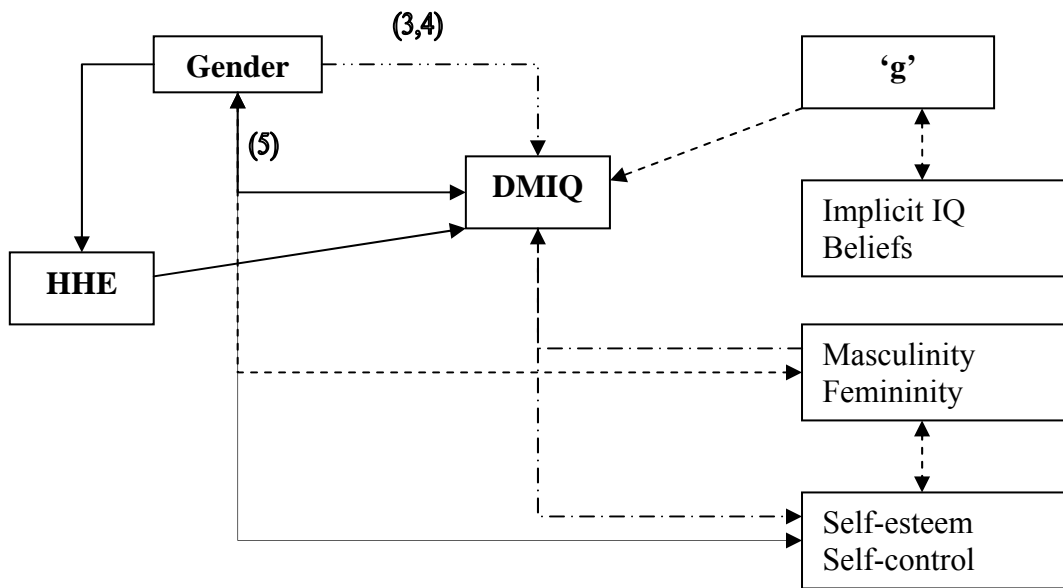 (3,4)
Gender
‘g’
(5)
DMIQ
Implicit IQ
Beliefs
HHE
Masculinity
Femininity
Self-esteem
Self-control